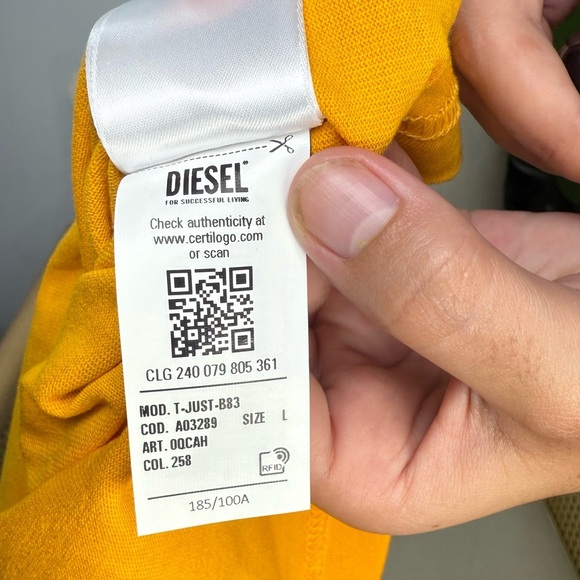 DIESEL®
FOR SUCCESSFUL LIVING
Check authenticity at
www.certilogo.com
or scan
CLG 240 079 805 361
MOD. T-JUST-B83
COD. A03289 SIZE L
ART. 0QCAH
COL. 258
RFID
185/100A